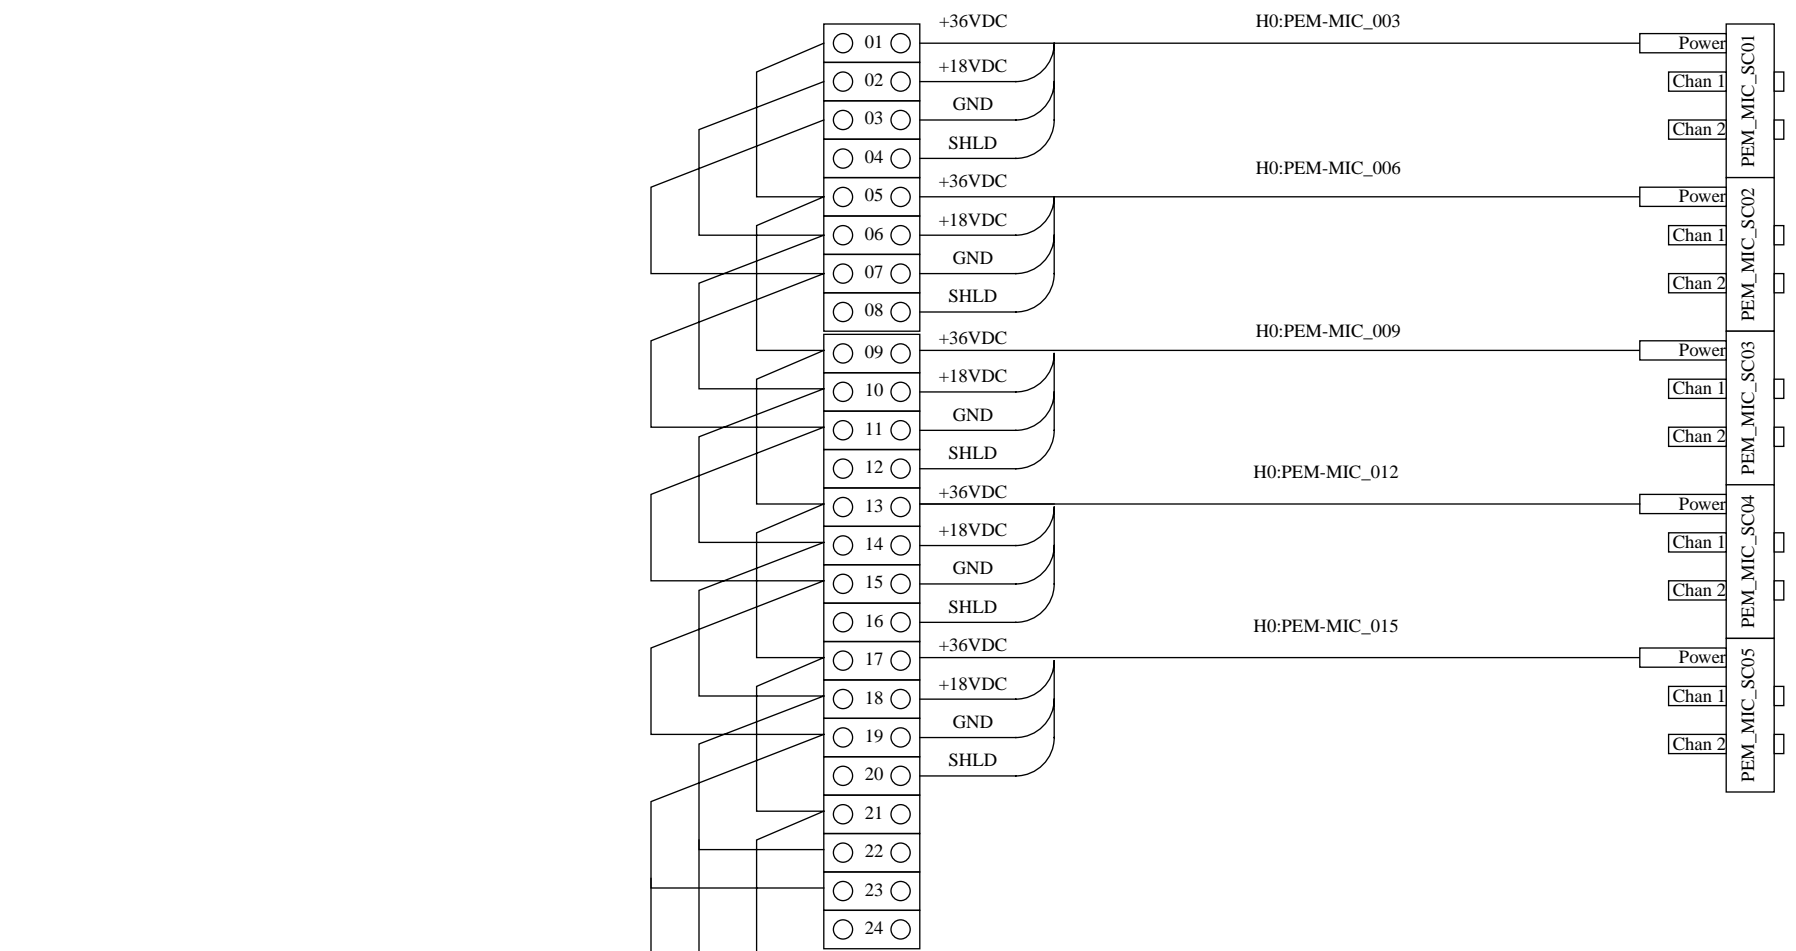 +36VDC
H0:PEM-MIC_003
01
Power
+18VDC
02
Chan 1
GND
03
Chan 2
SHLD
04
PEM_MIC_SC01
+36VDC
H0:PEM-MIC_006
05
Power
+18VDC
06
Chan 1
GND
07
Chan 2
SHLD
08
PEM_MIC_SC02
+36VDC
H0:PEM-MIC_009
09
Power
+18VDC
10
Chan 1
GND
11
Chan 2
SHLD
12
PEM_MIC_SC03
+36VDC
H0:PEM-MIC_012
13
Power
+18VDC
14
Chan 1
GND
15
Chan 2
SHLD
16
PEM_MIC_SC04
+36VDC
H0:PEM-MIC_015
17
Power
+18VDC
18
Chan 1
GND
19
Chan 2
SHLD
20
PEM_MIC_SC05
21
22
23
24